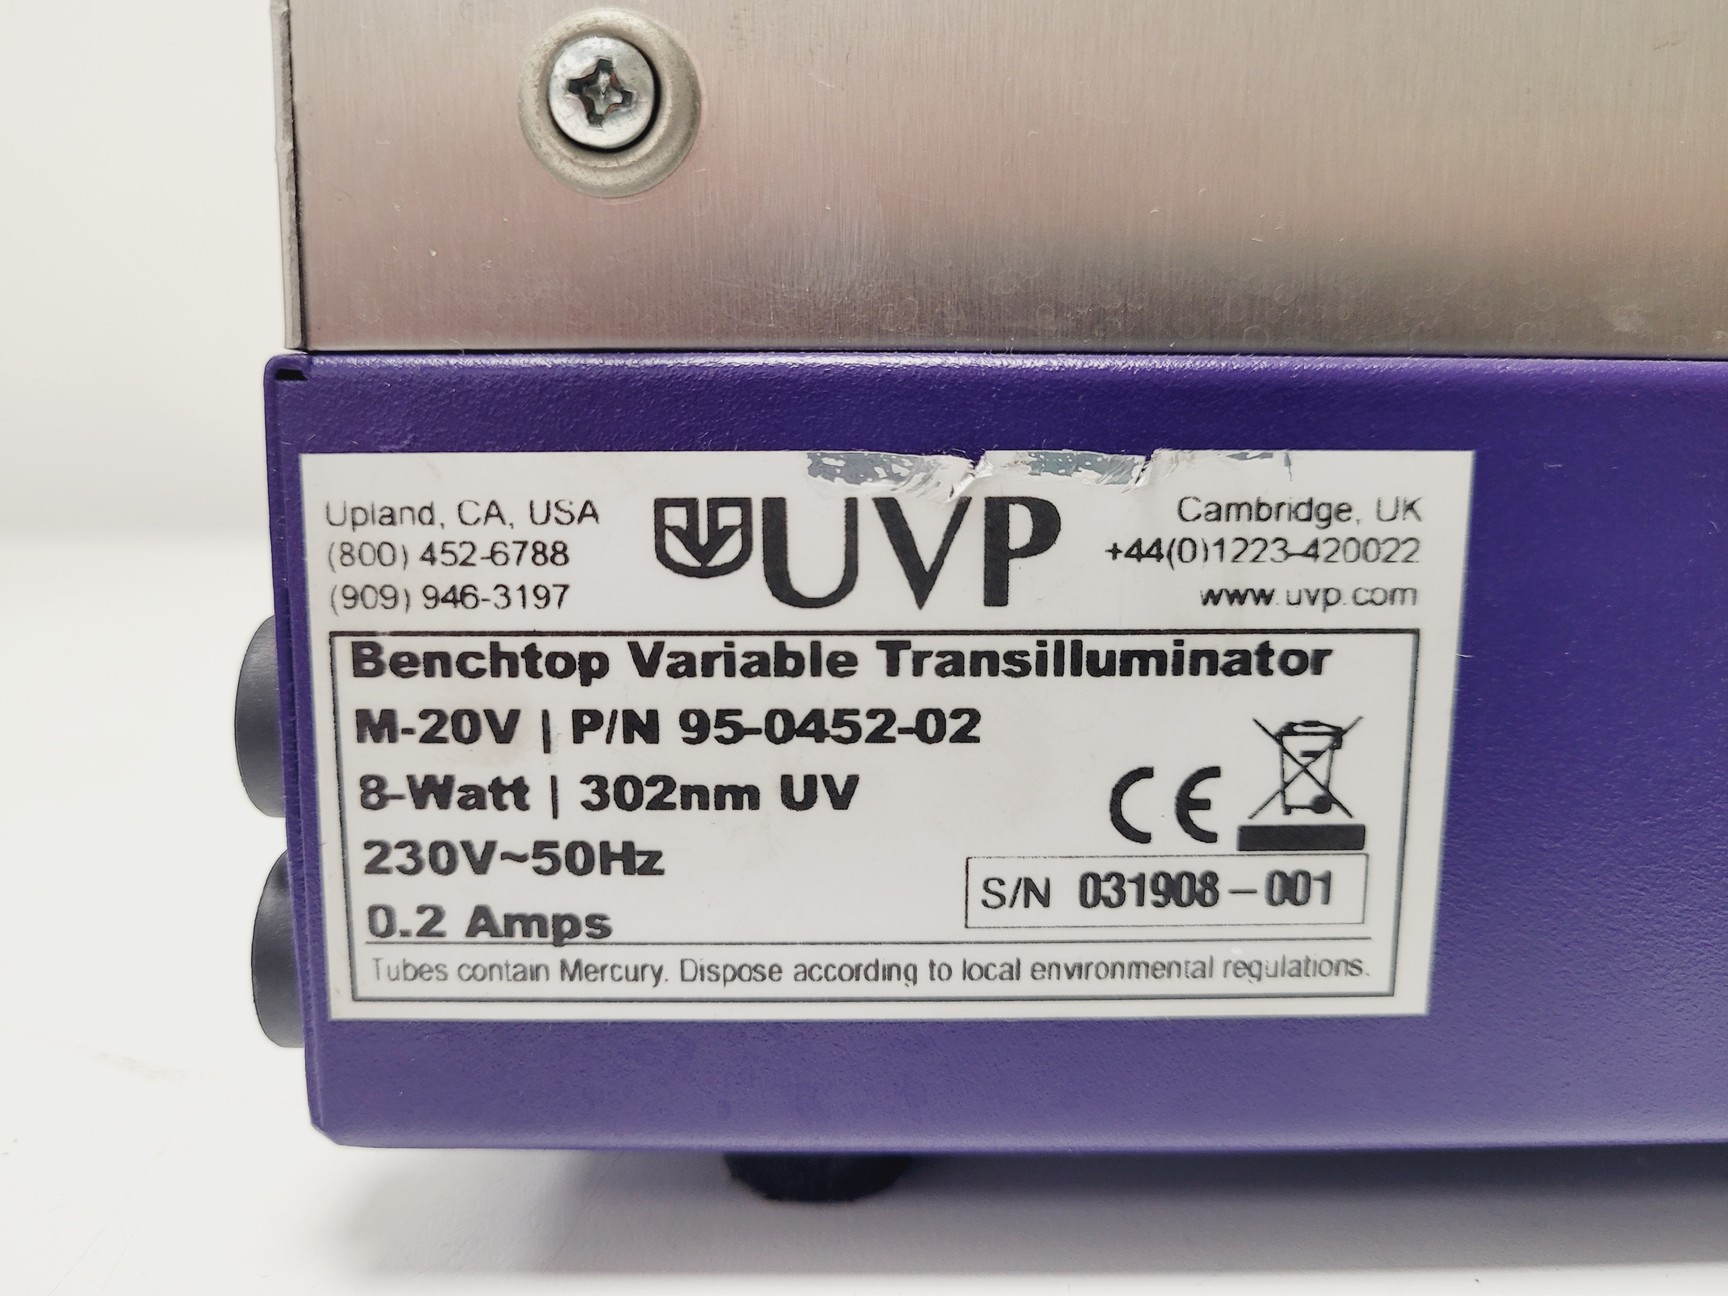 Upland, CA, USA
(800) 452-6788
(909) 946-3197
UVP
Cambridge, UK
+44(0)1223-420022
www.uvp.com
Benchtop Variable Transilluminator
M-20V | P/N 95-0452-02
8-Watt | 302nm UV
230V~50Hz
0.2 Amps
CE
S/N 031908-001
Tubes contain Mercury. Dispose according to local environmental regulations.